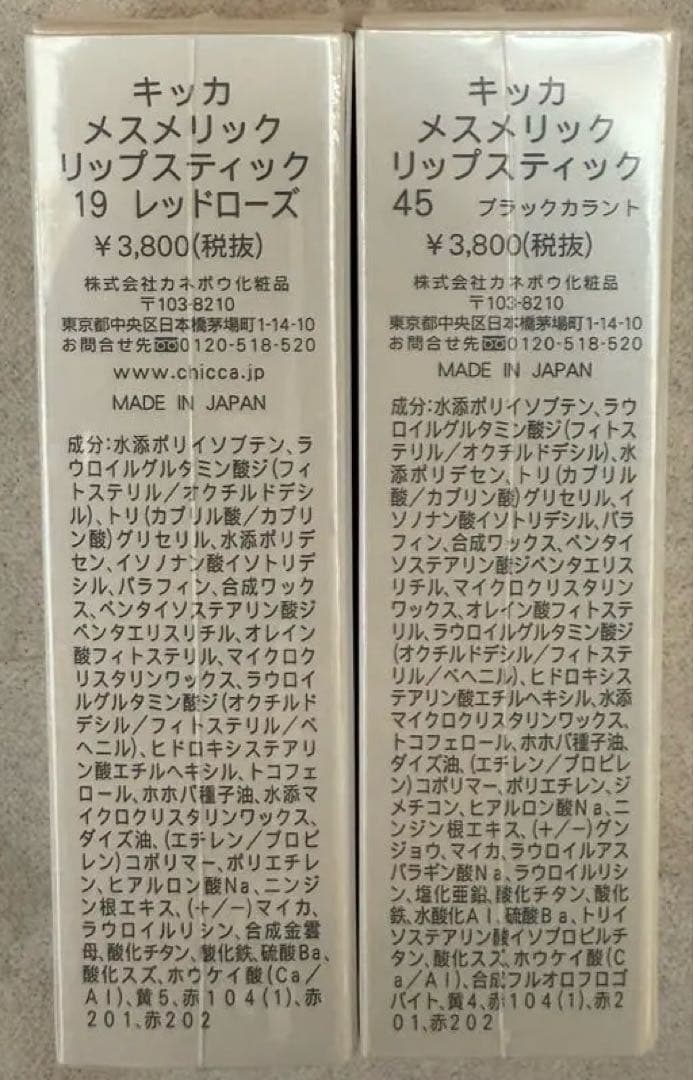 キッカ
メスメリック
リップスティック
19 レッドローズ
￥3,800(税抜)
株式会社カネボウ化粧品
〒103-8210
東京都中央区日本橋茅場町1-14-10
お問合せ先 0120-518-520
www.chicca.jp
MADE IN JAPAN
成分:水添ポリイソブテン、ラ
ウロイルグルタミン酸ジ(フィ
トステリル/オクチルドデシ
ル)、トリ(カプリル酸/カプリ
ン酸)グリセリル、水添ポリデ
セン、イソノナン酸イソトリデ
シル、パラフィン、合成ワック
ス、ペンタイソステアリン酸ジ
ペンタエリスリチル、オレイン
酸フィトステリル、マイクロク
リスタリンワックス、ラウロイ
ルグルタミン酸ジ(オクチルド
デシル/フィトステリル/ベ
ヘニル)、ヒドロキシステアリ
ン酸エチルヘキシル、トコフェ
ロール、ホホバ種子油、水添マ
イクロクリスタリンワックス、
ダイズ油、(エチレン/プロピ
レン)コポリマー、ポリエチレ
ン、ヒアルロン酸Na、ニンジ
ン根エキス、(+/-)マイカ、
ラウロイルリシン、合成金雲
母、酸化チタン、酸化鉄、硫酸Ba、
酸化スズ、ホウケイ酸(Ca/
Al)、黄5、赤104(1)、赤
201、赤202
キッカ
メスメリック
リップスティック
45 ブラックカラント
￥3,800(税抜)
株式会社カネボウ化粧品
〒103-8210
東京都中央区日本橋茅場町1-14-10
お問合せ先 0120-518-520
MADE IN JAPAN
成分:水添ポリイソブテン、ラウ
ロイルグルタミン酸ジ(フィトス
テリル/オクチルドデシル)、水
添ポリデセン、トリ(カプリル
酸/カプリン酸)グリセリル、イ
ソノナン酸イソトリデシル、パラ
フィン、合成ワックス、ペンタイ
ソステアリン酸ジペンタエリス
リチル、マイクロクリスタリン
ワックス、オレイン酸フィトステ
リル、ラウロイルグルタミン酸ジ
(オクチルドデシル/フィトステ
リル/ベヘニル)、ヒドロキシス
テアリン酸エチルヘキシル、水添
マイクロクリスタリンワックス、
トコフェロール、ホホバ種子油、
ダイズ油、(エチレン/プロピレ
ン)コポリマー、ポリエチレン、ジ
メチコン、ヒアルロン酸Na、ニ
ンジン根エキス、(+/-)グン
ジョウ、マイカ、ラウロイルアス
パラギン酸Na、ラウロイルリシ
ン、塩化亜鉛、酸化チタン、酸化
鉄、水酸化Al、硫酸Ba、トリイ
ソステアリン酸イソプロピルチ
タン、酸化スズ、ホウケイ酸(C
a/Al)、合成フルオロフロゴ
パイト、黄4、赤104(1)、赤2
01、赤202